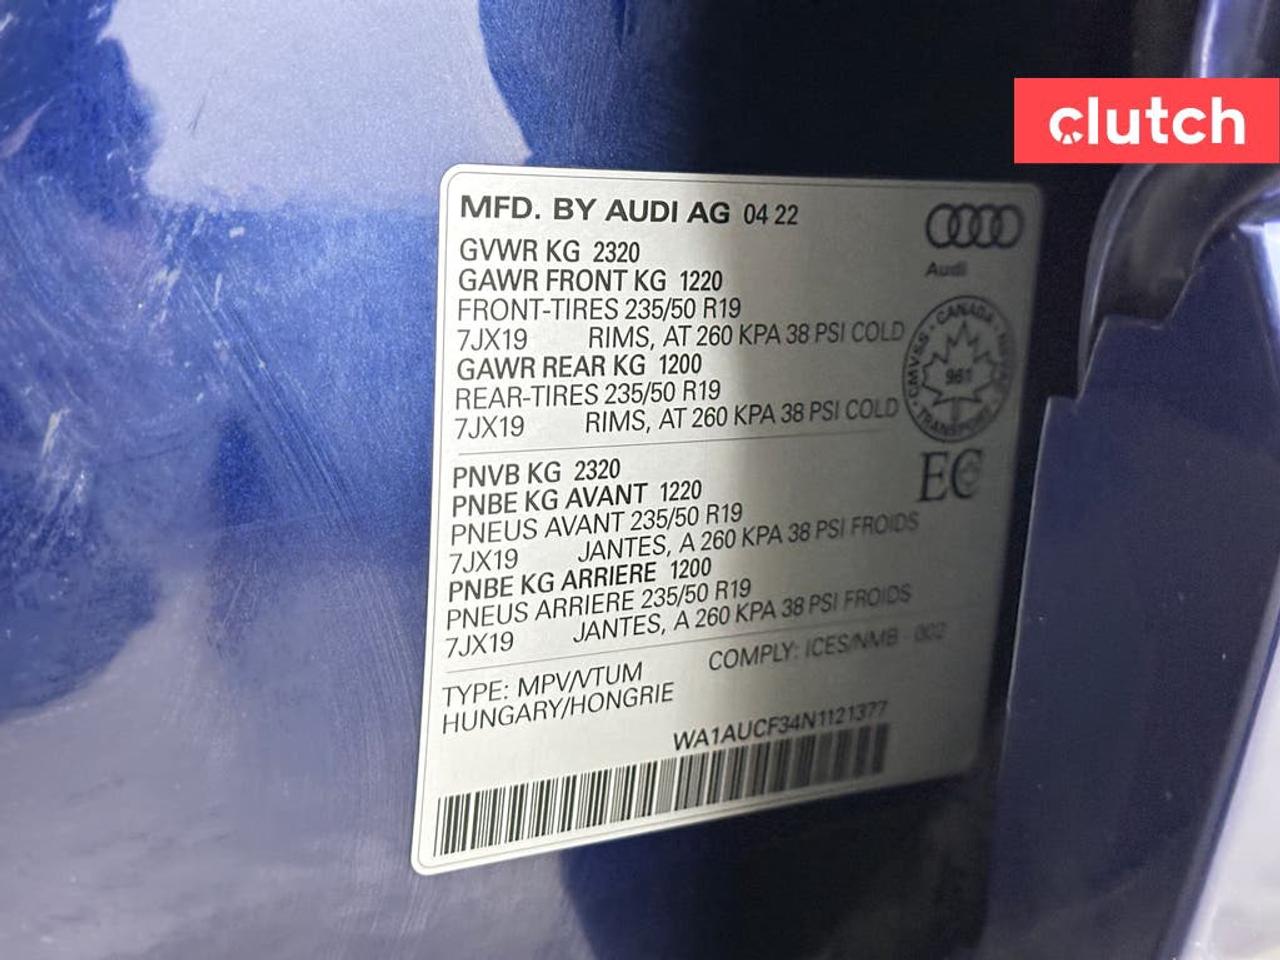 clutch
MFD. BY AUDI AG 04 22
Audi
GVWR KG 2320
GAWR FRONT KG 1220
FRONT-TIRES 235/50 R19
7JX19 RIMS, AT 260 KPA 38 PSI COLD
GAWR REAR KG 1200
REAR-TIRES 235/50 R19
7JX19 RIMS, AT 260 KPA 38 PSI COLD
CANADA
CMVSS
961
TRANSPORT
EC
PNVB KG 2320
PNBE KG AVANT 1220
PNEUS AVANT 235/50 R19
7JX19 JANTES, A 260 KPA 38 PSI FROIDS
PNBE KG ARRIERE 1200
PNEUS ARRIERE 235/50 R19
7JX19 JANTES, A 260 KPA 38 PSI FROIDS
TYPE: MPV/VTUM COMPLY: ICES/NMB - 002
HUNGARY/HONGRIE
WA1AUCF34N1121377